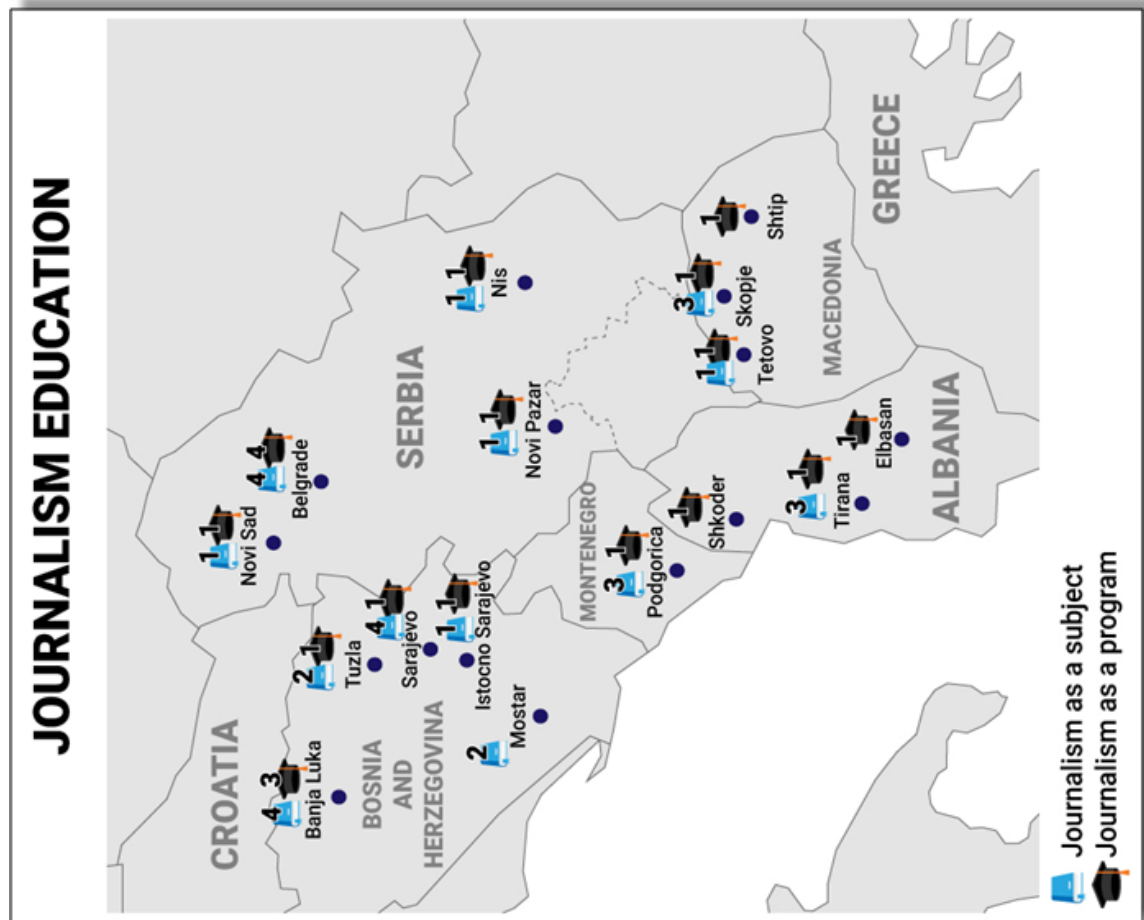 JOURNALISM EDUCATION
CROATIA
4 3
Banja Luka
2 1
Tuzla
4 1
Sarajevo
1 1
Istocno Sarajevo
2
Mostar
BOSNIA
AND
HERZEGOVINA
1 1
Novi Sad
4 4
Belgrade
SERBIA
1 1
Novi Pazar
1 1
Nis
MONTENEGRO
3 1
Podgorica
1
Shkoder
3 1
Tirana
1
Elbasan
ALBANIA
1 1
Tetovo
3 1
Skopje
1
Shtip
MACEDONIA
GREECE
Journalism as a subject
Journalism as a program